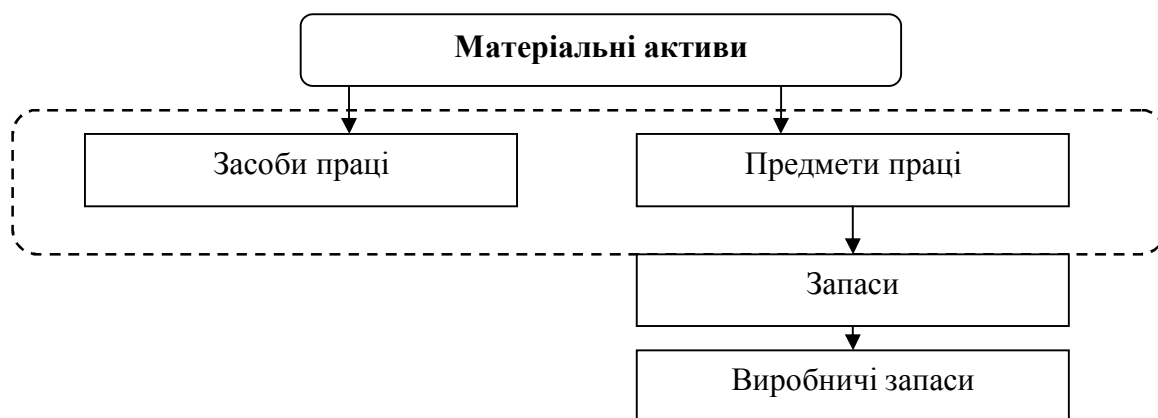 Матеріальні активи
Засоби праці
Предмети праці
Запаси
Виробничі запаси